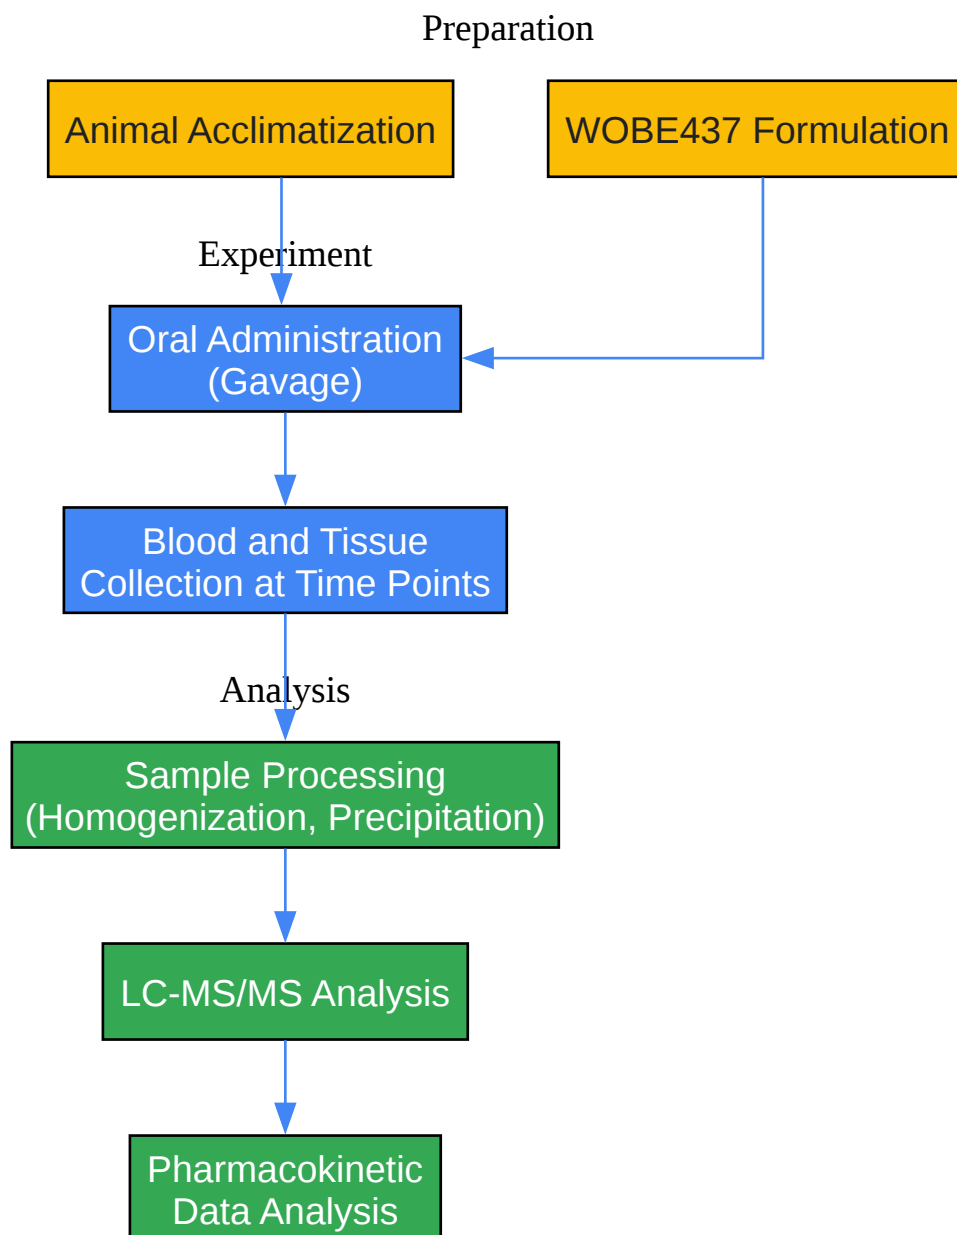 Preparation
Animal Acclimatization
WOBE437 Formulation
Experiment
Oral Administration
(Gavage)
Blood and Tissue
Collection at Time Points
Analysis
Sample Processing
(Homogenization, Precipitation)
LC-MS/MS Analysis
Pharmacokinetic
Data Analysis